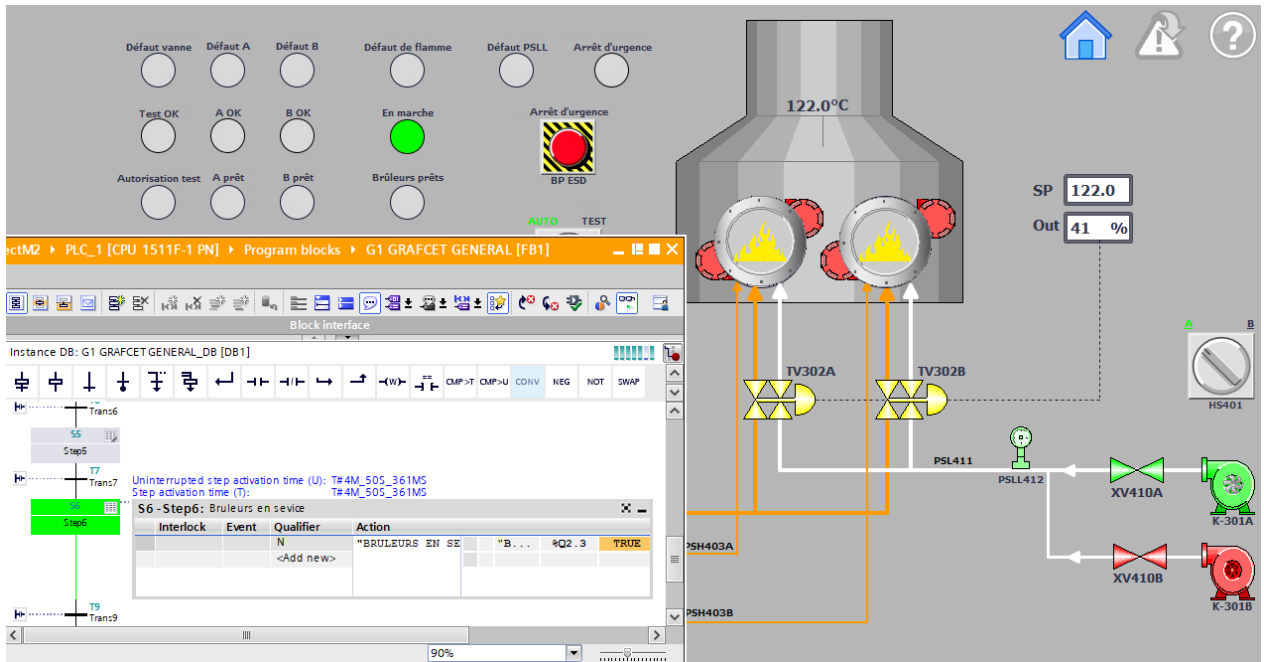 Défaut vanne Défaut A Défaut B Défaut de flamme Défaut PSLL Arrêt d'urgence
Test OK A OK B OK En marche Arrêt d'urgence
BP ESD
Autorisation test A prêt B prêt Brûleurs prêts
AUTO TEST
122.0°C
SP 122.0
Out 41 %
A B
HS401
TV302A TV302B
PSL411
PSLL412
XV410A
K-301A
XV410B
K-301B
PSH403A
PSH403B
ectM2 PLC_1 [CPU 1511F-1 PN] Program blocks G1 GRAFCET GENERAL [FB1]
Block interface
Instance DB: G1 GRAFCET GENERAL_DB [DB1]
CMP>T CMP>U CONV NEG NOT SWAP
Trans6
S5
Step5
T7
Trans7
Uninterrupted step activation time (U): T#4M_50S_361MS
Step activation time (T): T#4M_50S_361MS
S6
Step6
S6 -Step6: Bruleurs en sevice
Interlock Event Qualifier Action
N "BRULEURS EN SE "B... %Q2.3 TRUE
<Add new>
T9
Trans9
90%